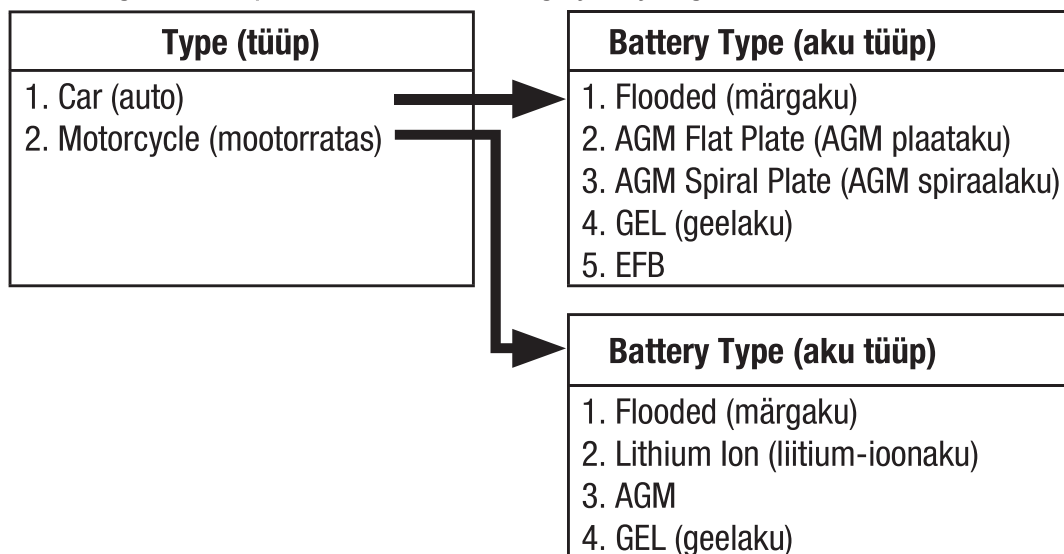 Type (tüüp)
1. Car (auto)
2. Motorcycle (mootorratas)
Battery Type (aku tüüp)
1. Flooded (märgaku)
2. AGM Flat Plate (AGM plaataku)
3. AGM Spiral Plate (AGM spiraalaku)
4. GEL (geelaku)
5. EFB
Battery Type (aku tüüp)
1. Flooded (märgaku)
2. Lithium Ion (liitium-ioonaku)
3. AGM
4. GEL (geelaku)